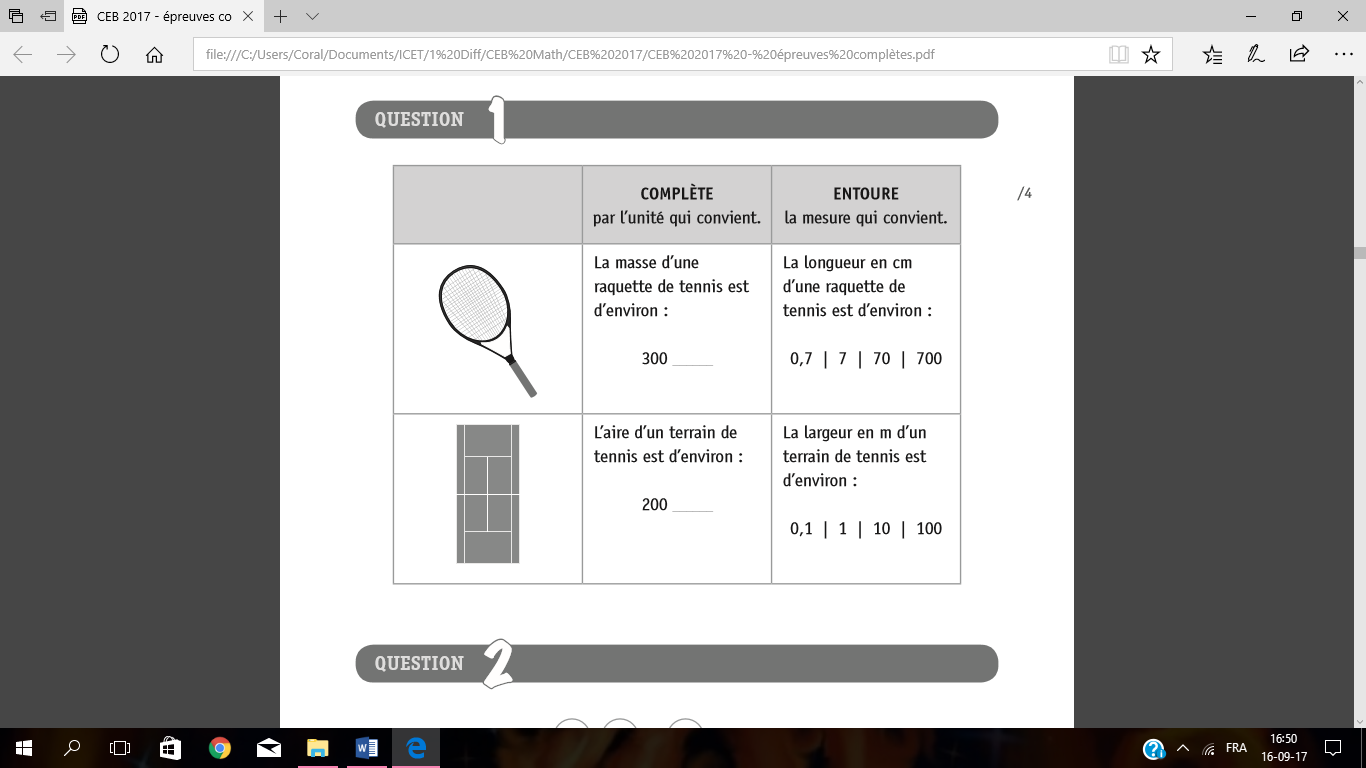 CEB 2017 - épreuves co
file:///C:/Users/Coral/Documents/ICET/1%20Diff/CEB%20Math/CEB%202017/CEB%202017%20-%20épreuves%20complètes.pdf
QUESTION 1
/4
COMPLÈTE
par l'unité qui convient.
ENTOURE
la mesure qui convient.
La masse d'une
raquette de tennis est
d'environ :
300 _____
La longueur en cm
d'une raquette de
tennis est d'environ :
0,7 | 7 | 70 | 700
L'aire d'un terrain de
tennis est d'environ :
200 _____
La largeur en m d'un
terrain de tennis est
d'environ :
0,1 | 1 | 10 | 100
QUESTION 2
FRA
16:50
16-09-17